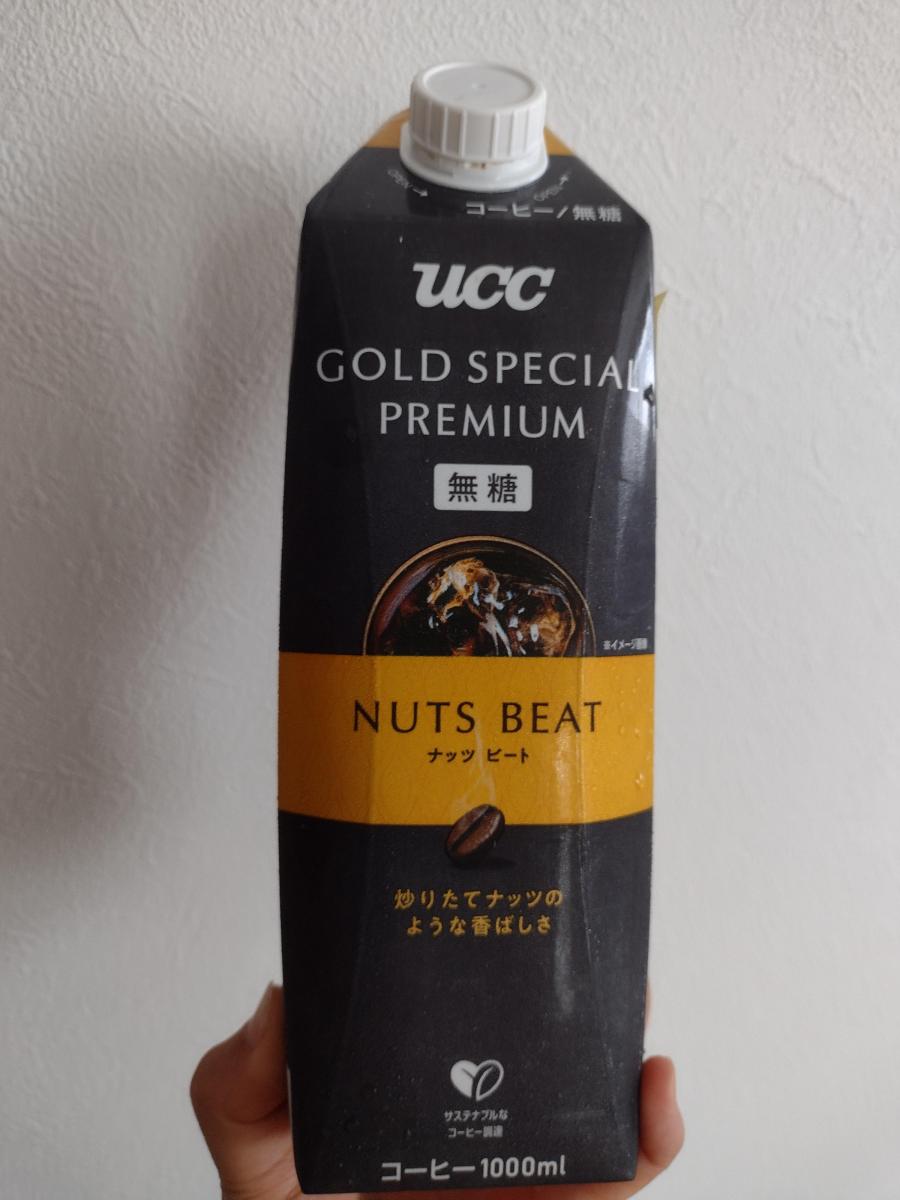 OPEN
OPEN
コーヒー/無糖
UCC
GOLD SPECIAL
PREMIUM
無糖
※イメージ画像
NUTS BEAT
ナッツ ビート
炒りたてナッツの
ような香ばしさ
サステナブルな
コーヒー調達
コーヒー1000ml